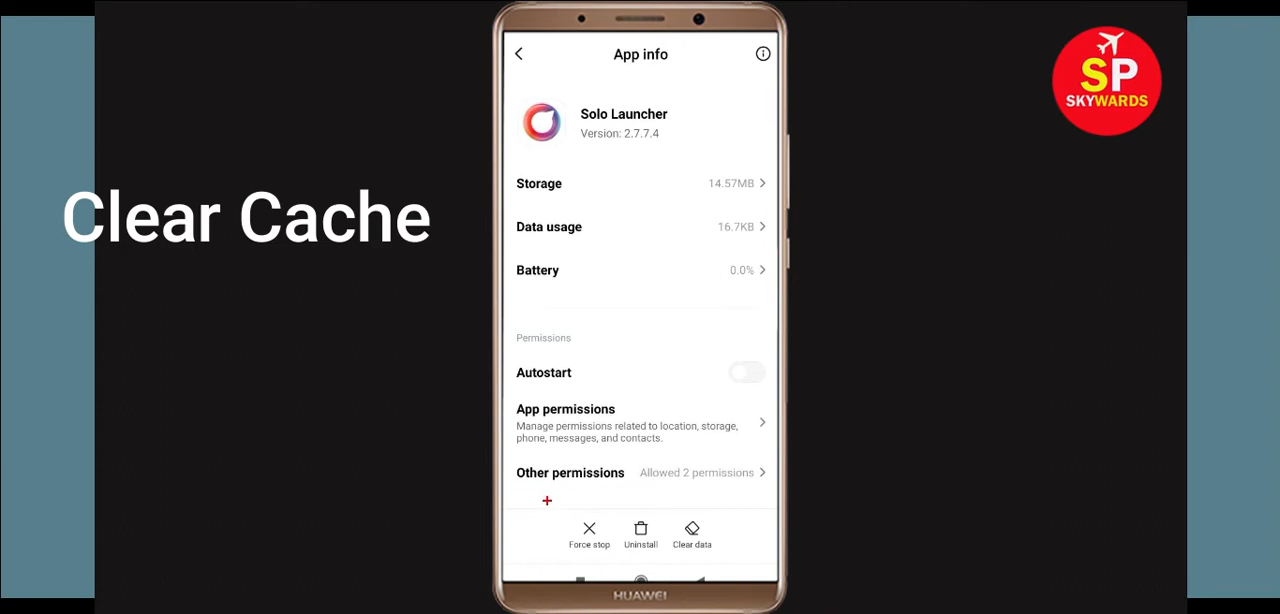 App info
SP
SKYWARDS
Solo Launcher
Version: 2.7.7.4
Clear Cache
Storage 14.57MB
Data usage 16.7KB
Battery 0.0%
Permissions
Autostart
App permissions
Manage permissions related to location, storage,
phone, messages, and contacts.
Other permissions Allowed 2 permissions
Force stop Uninstall Clear data
HUAWEI